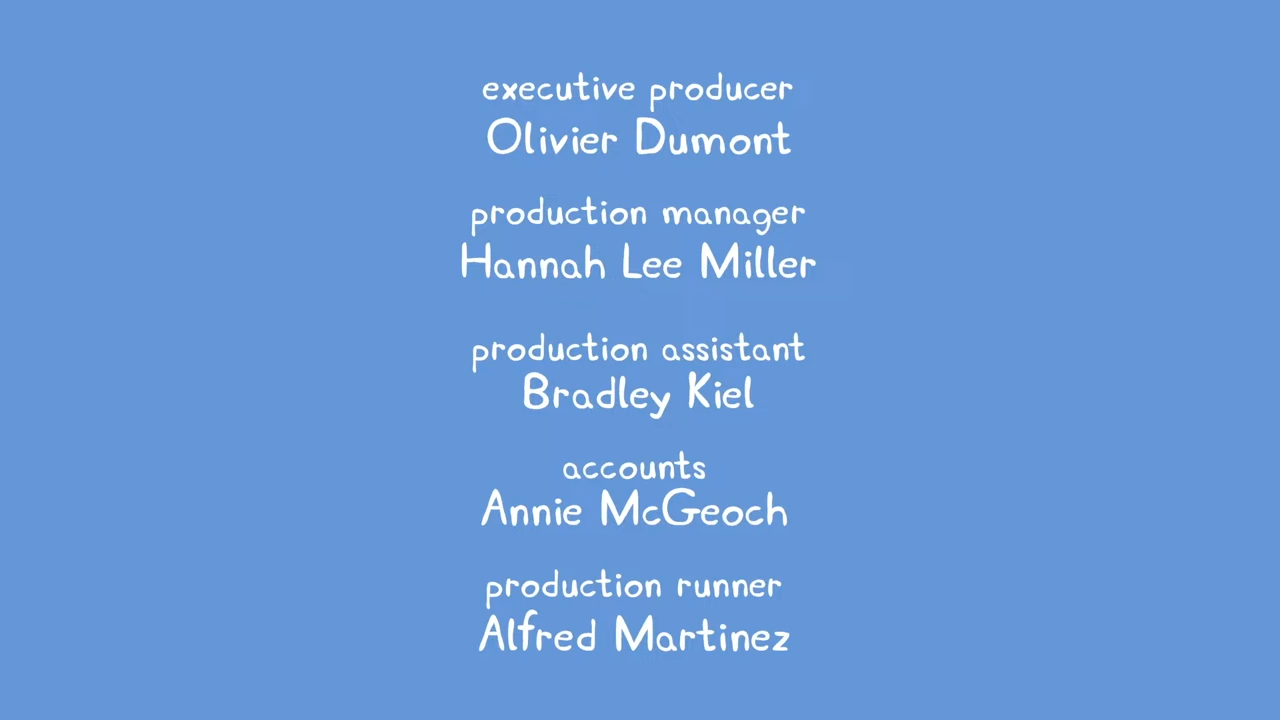 executive producer
Olivier Dumont
production manager
Hannah Lee Miller
production assistant
Bradley Kiel
accounts
Annie McGeoch
production runner
Alfred Martinez